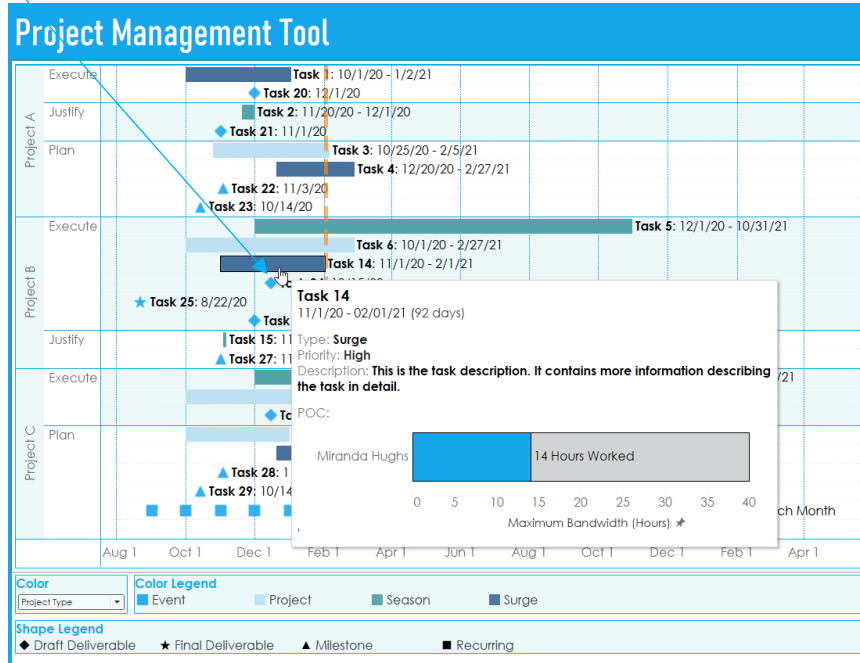 Project Management Tool
Project A
Execute
Task 1: 10/1/20 - 1/2/21
Task 20: 12/1/20
Justify
Task 2: 11/20/20 - 12/1/20
Task 21: 11/1/20
Plan
Task 3: 10/25/20 - 2/5/21
Task 4: 12/20/20 - 2/27/21
Task 22: 11/3/20
Task 23: 10/14/20
Project B
Execute
Task 5: 12/1/20 - 10/31/21
Task 6: 10/1/20 - 2/27/21
Task 14: 11/1/20 - 2/1/21
Task 25: 8/22/20
Task
Justify
Task 15: 11
Task 27: 11
Project C
Execute
/21
Plan
Task 28: 1
Task 29: 10/14
ch Month
Task 14
11/1/20 - 02/01/21 (92 days)
Type: Surge
Priority: High
Description: This is the task description. It contains more information describing
the task in detail.
POC:
Miranda Hughs
14 Hours Worked
0 5 10 15 20 25 30 35 40
Maximum Bandwidth (Hours)
Aug 1 Oct 1 Dec 1 Feb 1 Apr 1 Jun 1 Aug 1 Oct 1 Dec 1 Feb 1 Apr 1
Color
Project Type
Color Legend
Event Project Season Surge
Shape Legend
Draft Deliverable Final Deliverable Milestone Recurring